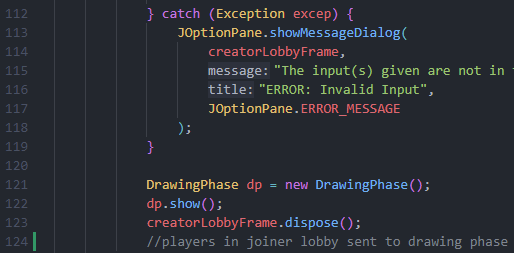 112 } catch (Exception excep) {
113 JOptionPane.showMessageDialog(
114 creatorLobbyFrame,
115 message: "The input(s) given are not in
116 title: "ERROR: Invalid Input",
117 JOptionPane.ERROR_MESSAGE
118 );
119 }
120
121 DrawingPhase dp = new DrawingPhase();
122 dp.show();
123 creatorLobbyFrame.dispose();
124 //players in joiner lobby sent to drawing phase